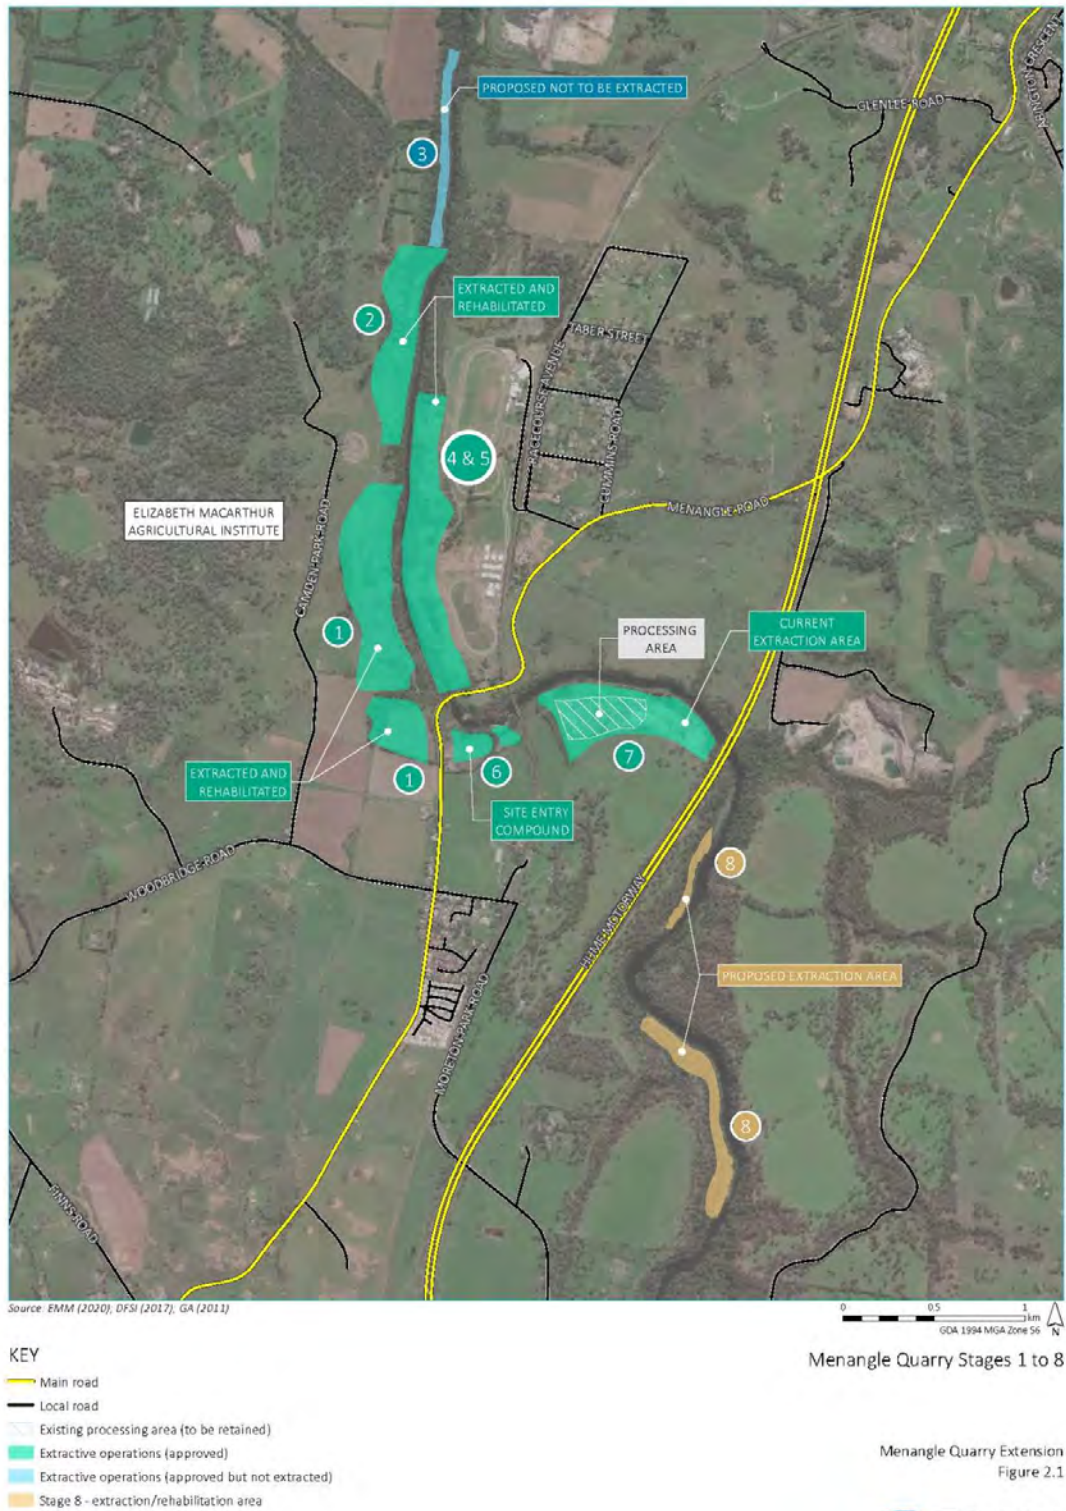 PROPOSED NOT TO BE EXTRACTED
GLENLEE ROAD
ABINGTON CRESCENT
3
EXTRACTED AND
REHABILITATED
2
TABER STREET
RACECOURSE AVENUE
CUMMINS ROAD
4 & 5
MENANGLE ROAD
ELIZABETH MACARTHUR
AGRICULTURAL INSTITUTE
CAMDEN PARK ROAD
1
PROCESSING
AREA
CURRENT
EXTRACTION AREA
EXTRACTED AND
REHABILITATED
1
6
7
SITE ENTRY
COMPOUND
WOODBRIDGE ROAD
8
HUME MOTORWAY
PROPOSED EXTRACTION AREA
MORETON PARK ROAD
8
FINNS ROAD
Source: EMM (2020); DFSI (2017); GA (2011)
0 0.5 1
km
GDA 1994 MGA Zone 56 N
KEY
Main road
Local road
Existing processing area (to be retained)
Extractive operations (approved)
Extractive operations (approved but not extracted)
Stage 8 - extraction/rehabilitation area
Menangle Quarry Stages 1 to 8
Menangle Quarry Extension
Figure 2.1